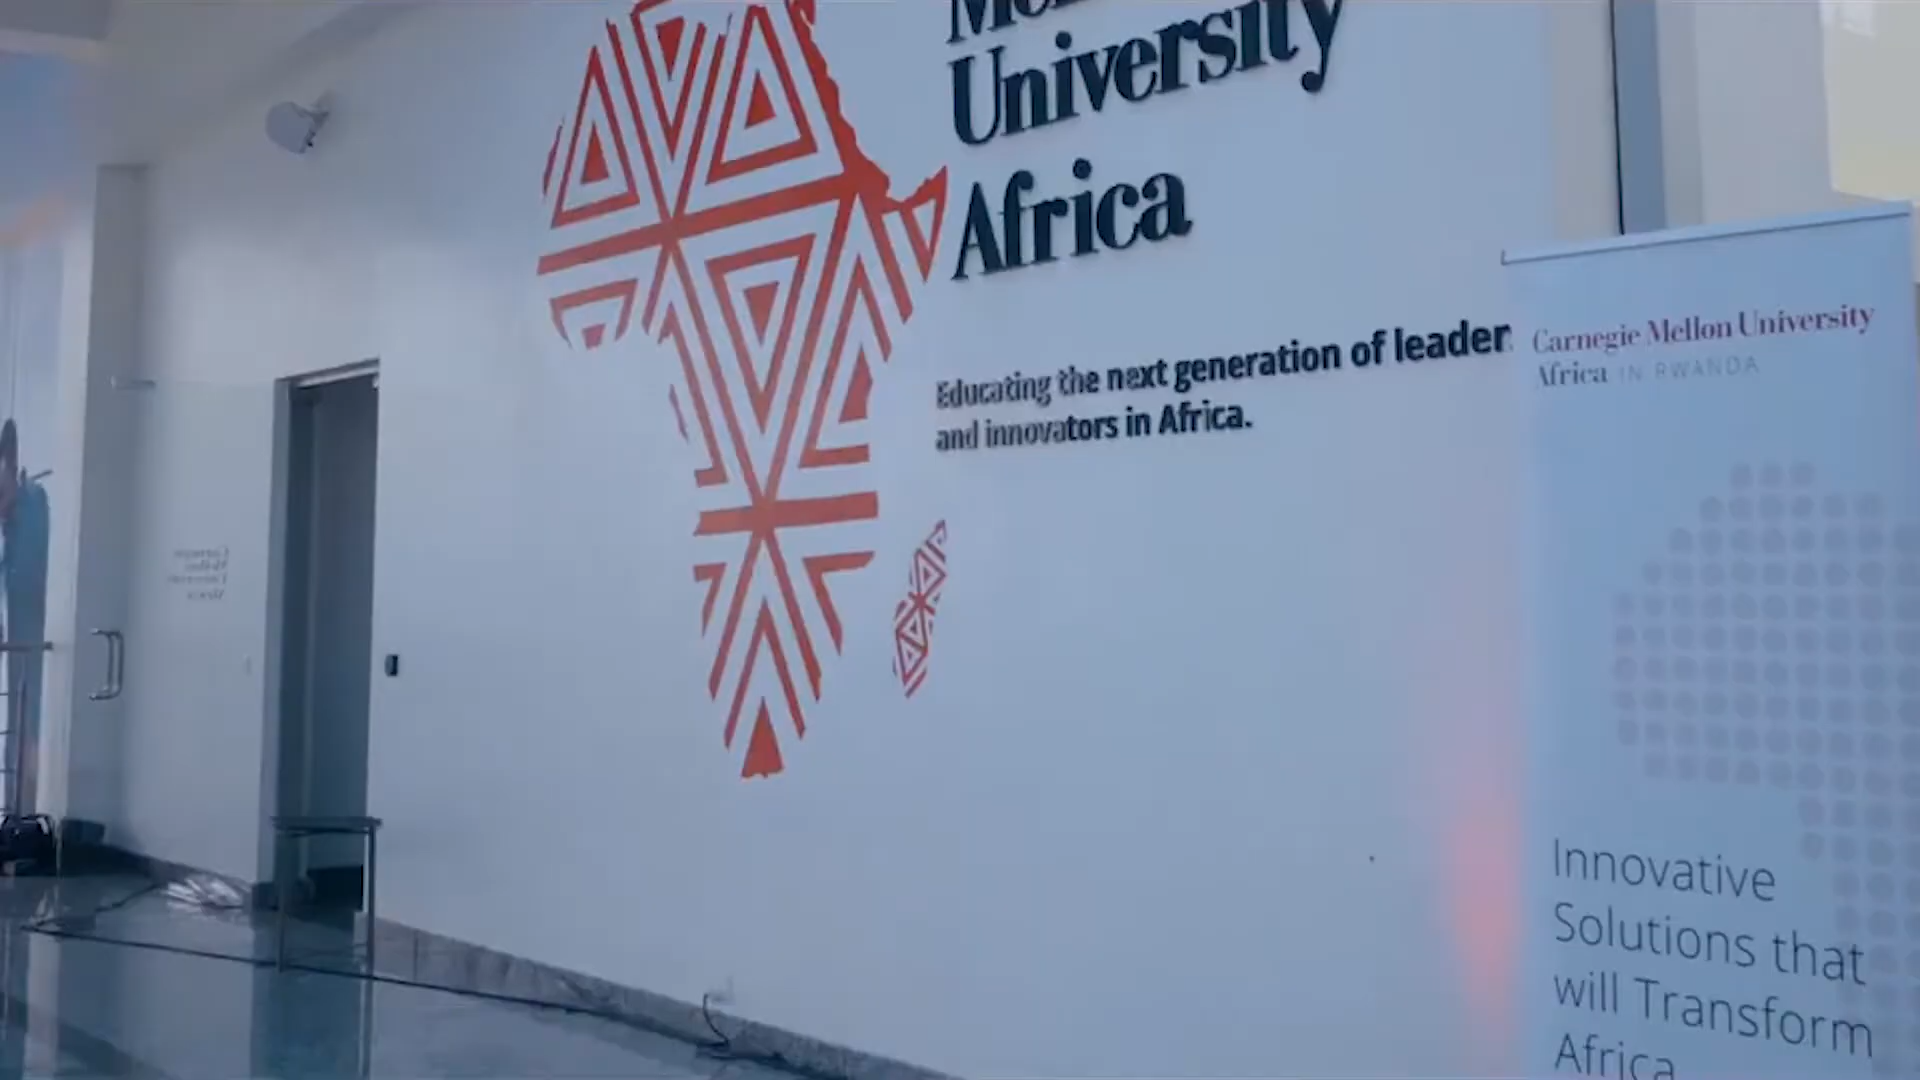 University
Africa
Educating the next generation of leader
and innovators in Africa.
Carnegie Mellon University
Africa IN RWANDA
Innovative
Solutions that
will Transform
Africa